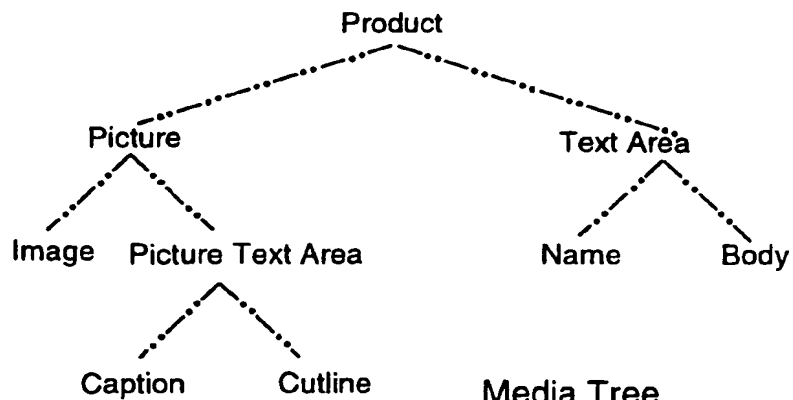 Product
Picture
Text Area
Image
Picture Text Area
Name
Body
Caption
Cutline
Media Tree